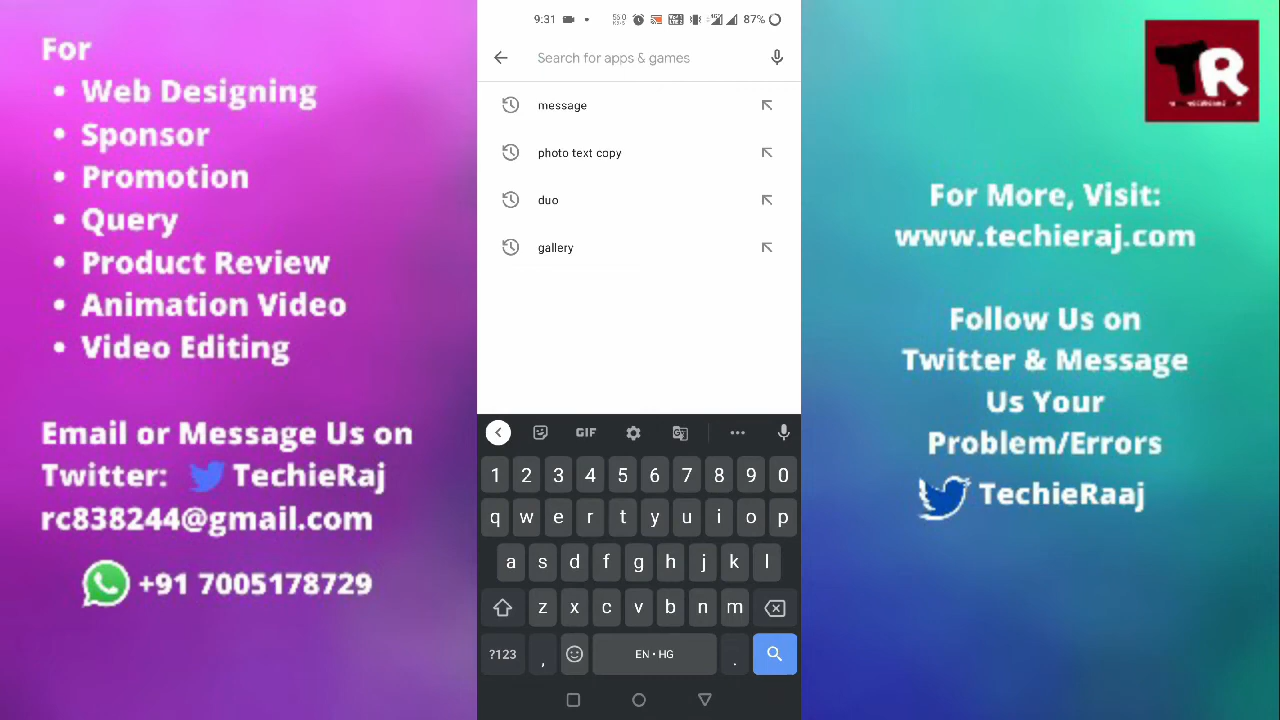 For
• Web Designing
• Sponsor
• Promotion
• Query
• Product Review
• Animation Video
• Video Editing
Email or Message Us on
Twitter: TechieRaj
rc838244@gmail.com
+91 7005178729
9:31 87%
Search for apps & games
message
photo text copy
duo
gallery
GIF
1 2 3 4 5 6 7 8 9 0
q w e r t y u i o p
a s d f g h j k l
z x c v b n m
?123 , EN • HG .
TR
For More, Visit:
www.techieraj.com
Follow Us on
Twitter & Message
Us Your
Problem/Errors
TechieRaaj